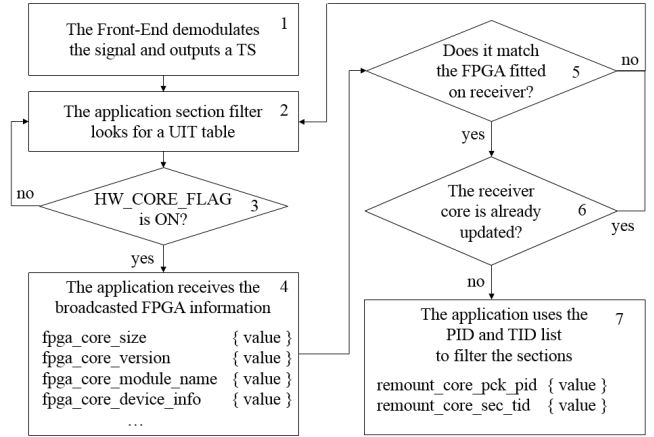 The Front-End demodulates 1
the signal and outputs a TS
The application section filter 2
looks for a UIT table
no
HW_CORE_FLAG 3
is ON?
yes
The application receives the 4
broadcasted FPGA information
fpga_core_size { value }
fpga_core_version { value }
fpga_core_module_name { value }
fpga_core_device_info { value }
...
Does it match
the FPGA fitted 5
on receiver?
no
yes
The receiver
core is already 6
updated?
yes
no
The application uses the 7
PID and TID list
to filter the sections
remount_core_pck_pid { value }
remount_core_sec_tid { value }